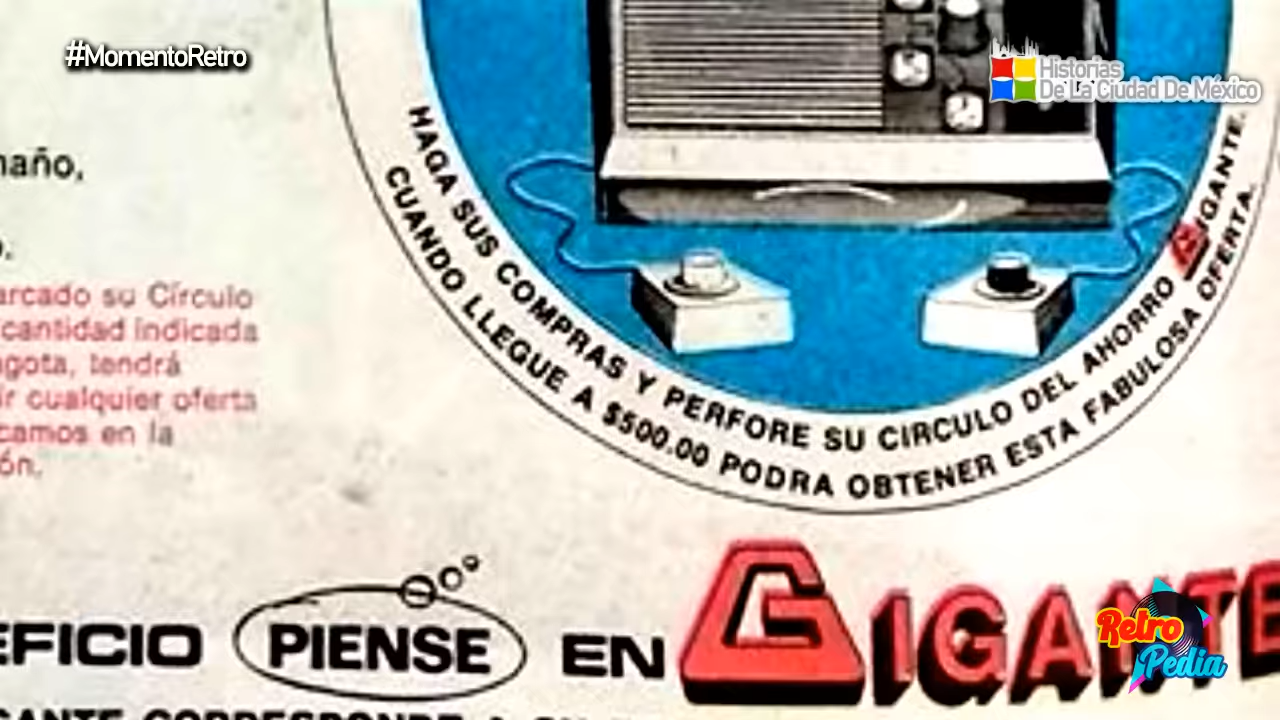 #MomentoRetro
Historias
De La Ciudad De México
maño,
o.
arcado su Círculo
cantidad indicada
agota, tendrá
ir cualquier oferta
camos en la
ón.
HAGA SUS COMPRAS Y PERFORE SU CIRCULO DEL AHORRO GIGANTE.
CUANDO LLEGUE A $500.00 PODRA OBTENER ESTA FABULOSA OFERTA.
EFICIO PIENSE EN GIGANTE
Retro
Pedia